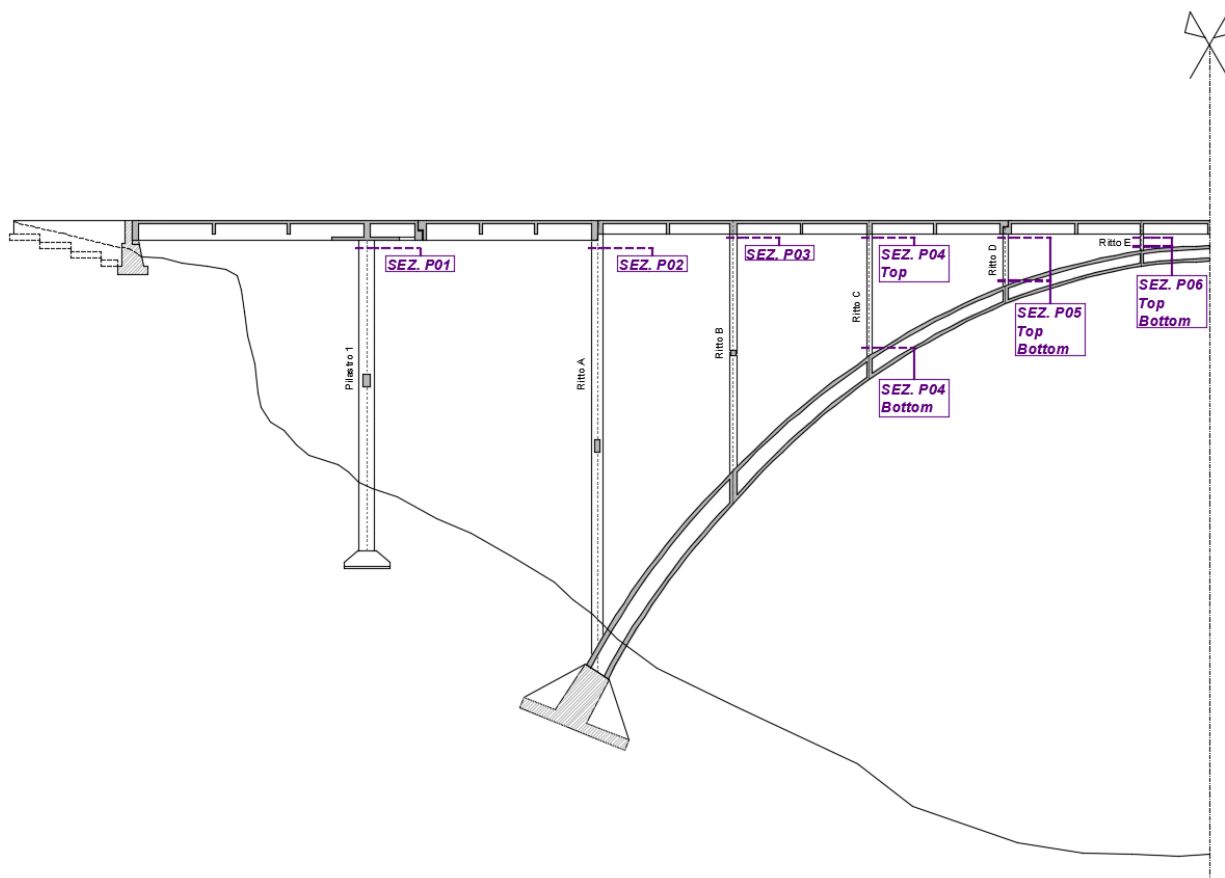 SEZ. P01
SEZ. P02
SEZ. P03
SEZ. P04
Top
SEZ. P05
Top
Bottom
SEZ. P06
Top
Bottom
SEZ. P04
Bottom
Pilastro 1
Ritto A
Ritto B
Ritto C
Ritto D
Ritto E